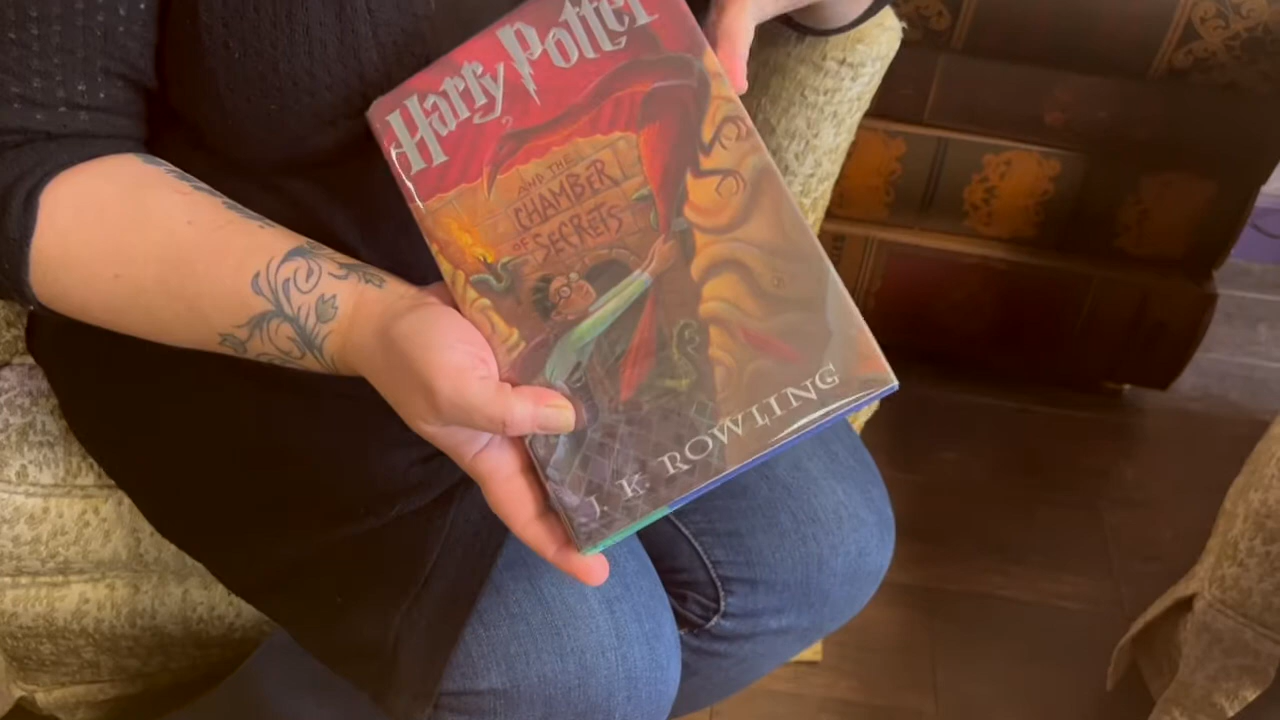 Harry Potter
AND THE
CHAMBER
OF SECRETS
J. K. ROWLING